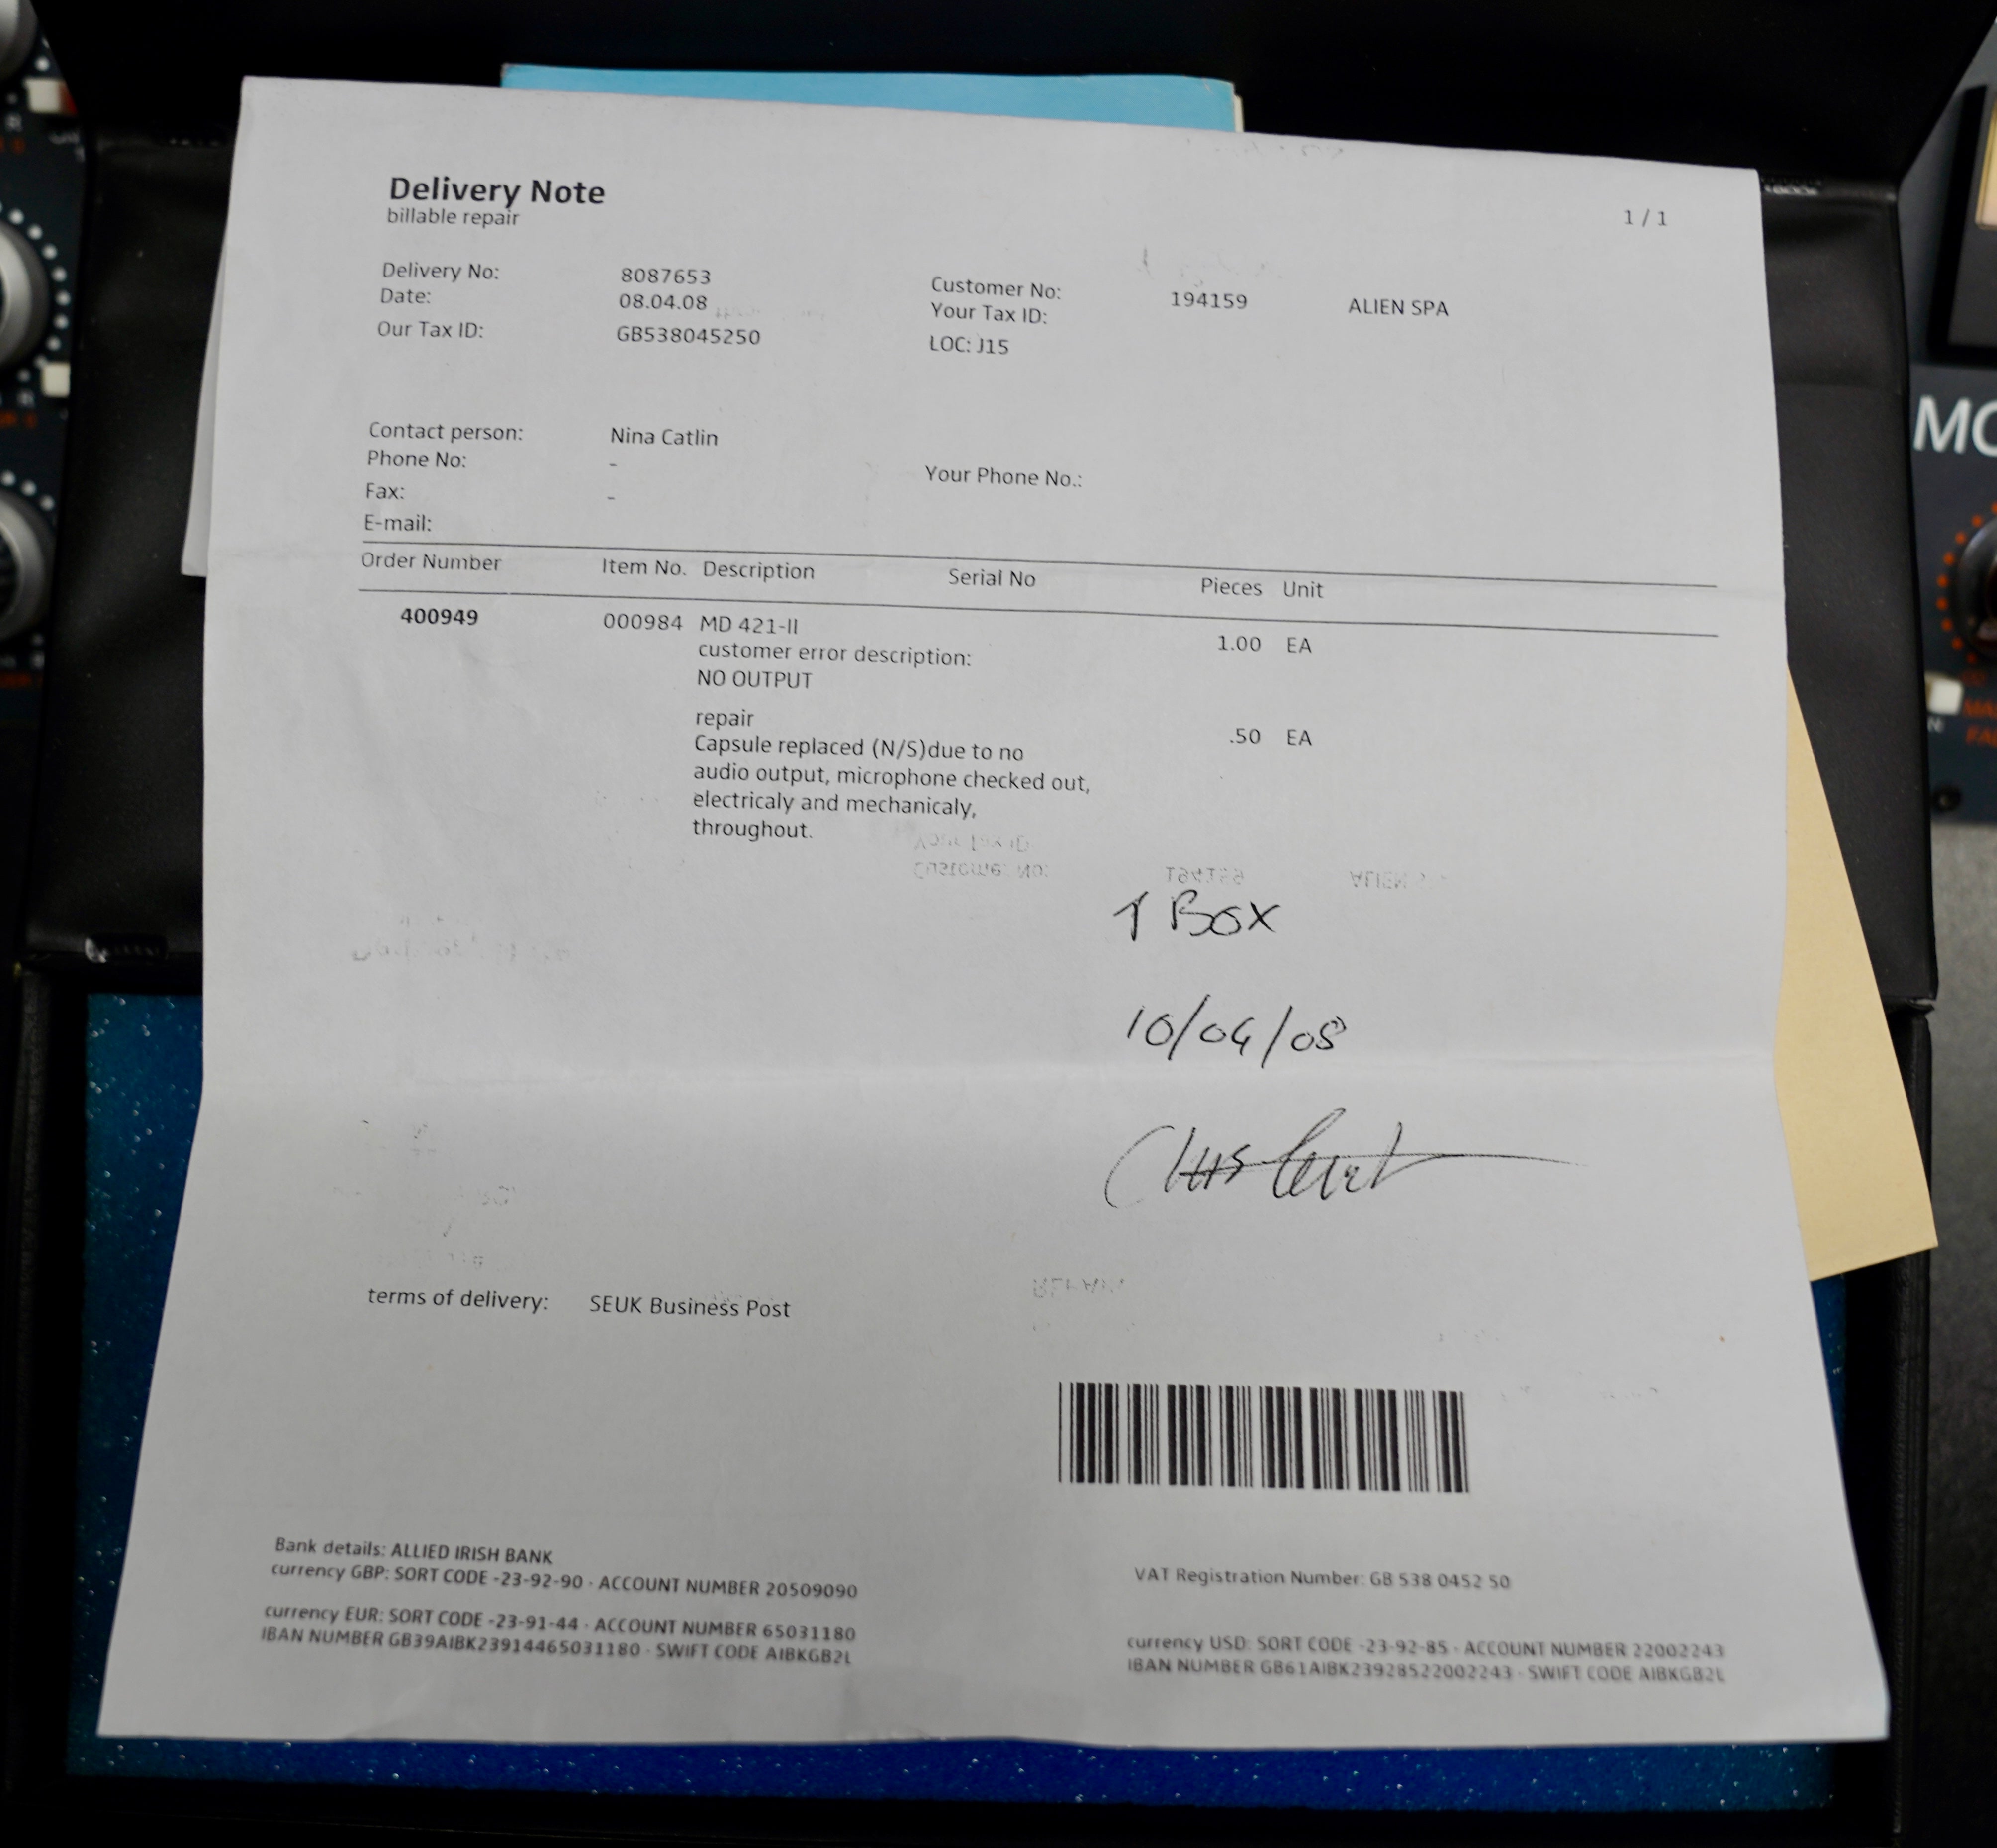 Delivery Note
billable repair
1 / 1
Delivery No: 8087653
Date: 08.04.08
Our Tax ID: GB538045250
Customer No: 194159 ALIEN SPA
Your Tax ID:
LOC: J15
Contact person: Nina Catlin
Phone No: -
Fax: -
E-mail:
Your Phone No.:
Order Number Item No. Description Serial No Pieces Unit
400949 000984 MD 421-II 1.00 EA
customer error description:
NO OUTPUT
repair .50 EA
Capsule replaced (N/S)due to no
audio output, microphone checked out,
electricaly and mechanicaly,
throughout.
1 BOX
10/04/08
terms of delivery: SEUK Business Post
Bank details: ALLIED IRISH BANK
currency GBP: SORT CODE -23-92-90 · ACCOUNT NUMBER 20509090
currency EUR: SORT CODE -23-91-44 · ACCOUNT NUMBER 65031180
IBAN NUMBER GB39AIBK23914465031180 · SWIFT CODE AIBKGB2L
VAT Registration Number: GB 538 0452 50
currency USD: SORT CODE -23-92-85 · ACCOUNT NUMBER 22002243
IBAN NUMBER GB61AIBK23928522002243 · SWIFT CODE AIBKGB2L
MO